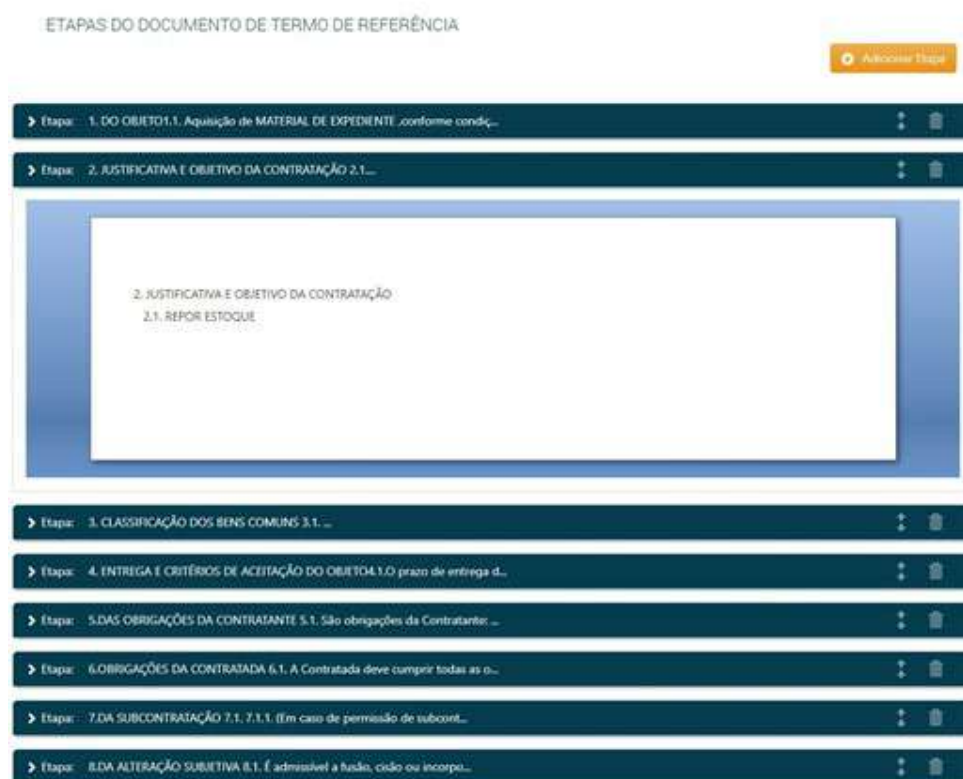 ETAPAS DO DOCUMENTO DE TERMO DE REFERÊNCIA
Adicionar Etapa
Etapa: 1. DO OBJETO1.1. Aquisição de MATERIAL DE EXPEDIENTE ,conforme condiç...
Etapa: 2. JUSTIFICATIVA E OBJETIVO DA CONTRATAÇÃO 2.1....
2. JUSTIFICATIVA E OBJETIVO DA CONTRATAÇÃO
2.1. REPOR ESTOQUE
Etapa: 3. CLASSIFICAÇÃO DOS BENS COMUNS 3.1. ...
Etapa: 4. ENTREGA E CRITÉRIOS DE ACEITAÇÃO DO OBJETO4.1.O prazo de entrega d...
Etapa: 5.DAS OBRIGAÇÕES DA CONTRATANTE 5.1. São obrigações da Contratante: ...
Etapa: 6.OBRIGAÇÕES DA CONTRATADA 6.1. A Contratada deve cumprir todas as o...
Etapa: 7.DA SUBCONTRATAÇÃO 7.1. 7.1.1. (Em caso de permissão de subcont...
Etapa: 8.DA ALTERAÇÃO SUBJETIVA 8.1. É admissível a fusão, cisão ou incorpo...